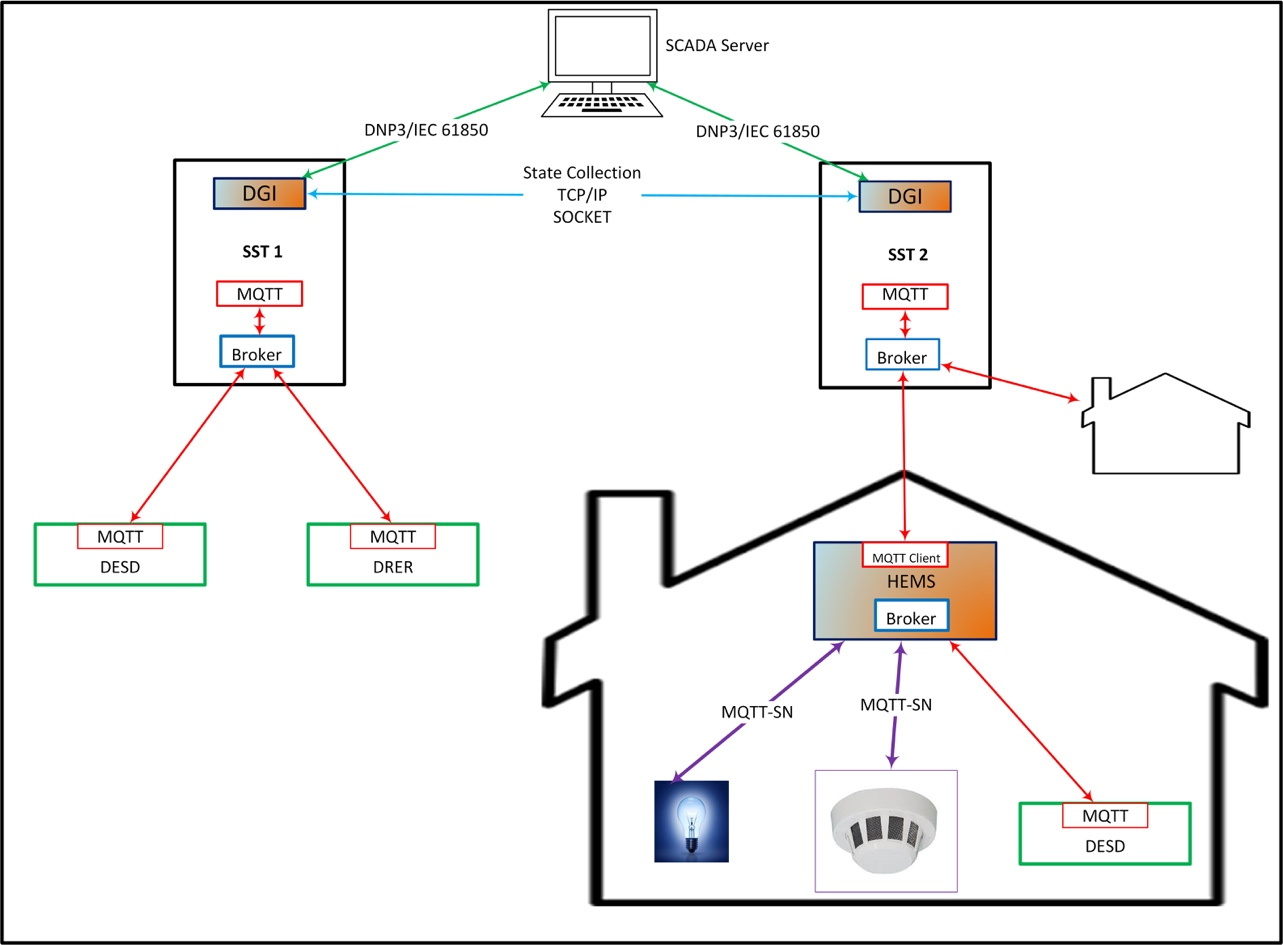 SCADA Server
DNP3/IEC 61850
DNP3/IEC 61850
State Collection
TCP/IP
SOCKET
DGI
SST 1
MQTT
Broker
DGI
SST 2
MQTT
Broker
MQTT
DESD
MQTT
DRER
MQTT Client
HEMS
Broker
MQTT-SN
MQTT-SN
MQTT
DESD